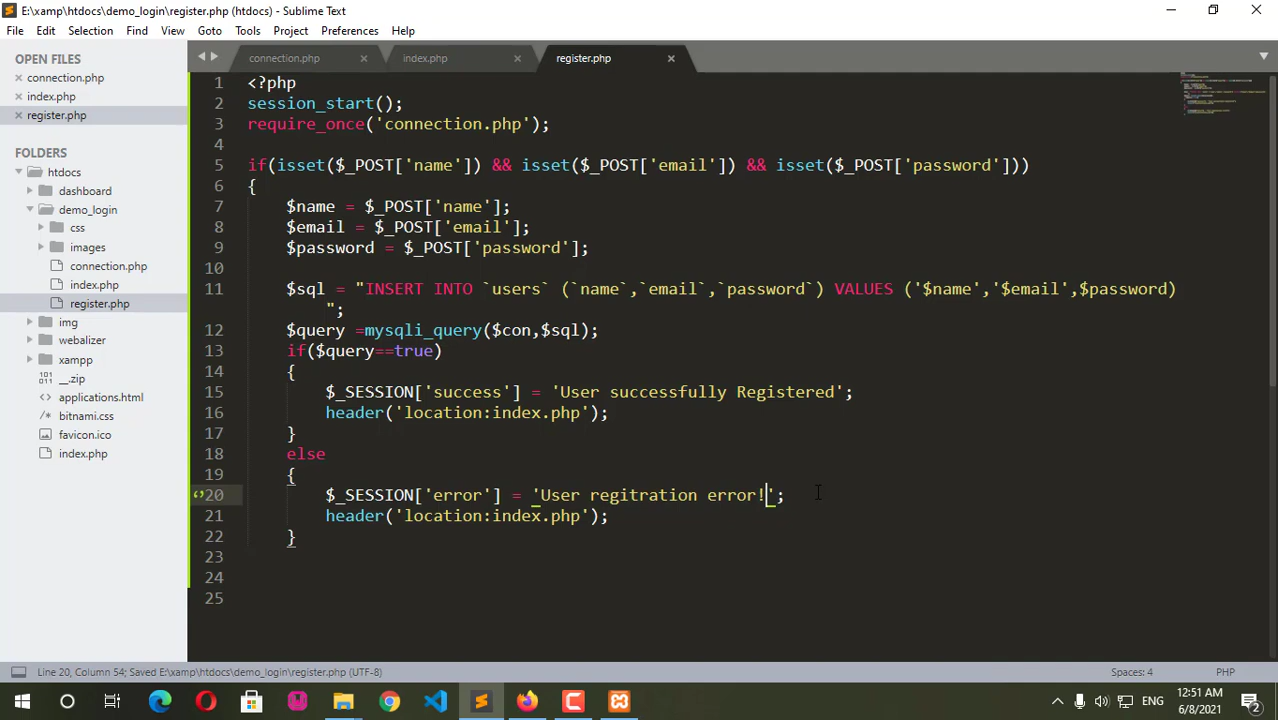 E:\xamp\htdocs\demo_login\register.php (htdocs) - Sublime Text
File Edit Selection Find View Goto Tools Project Preferences Help
OPEN FILES
connection.php
index.php
register.php
FOLDERS
htdocs
dashboard
demo_login
css
images
connection.php
index.php
register.php
img
webalizer
xampp
__.zip
applications.html
bitnami.css
favicon.ico
index.php
connection.php index.php register.php
1 <?php
2 session_start();
3 require_once('connection.php');
4
5 if(isset($_POST['name']) && isset($_POST['email']) && isset($_POST['password']))
6 {
7 $name = $_POST['name'];
8 $email = $_POST['email'];
9 $password = $_POST['password'];
10
11 $sql = "INSERT INTO `users` (`name`,`email`,`password`) VALUES ('$name','$email',$password)
";
12 $query =mysqli_query($con,$sql);
13 if($query==true)
14 {
15 $_SESSION['success'] = 'User successfully Registered';
16 header('location:index.php');
17 }
18 else
19 {
20 $_SESSION['error'] = 'User regitration error!';
21 header('location:index.php');
22 }
23
24
25
Line 20, Column 54; Saved E:\xamp\htdocs\demo_login\register.php (UTF-8) Spaces: 4 PHP
ENG 12:51 AM
6/8/2021
2